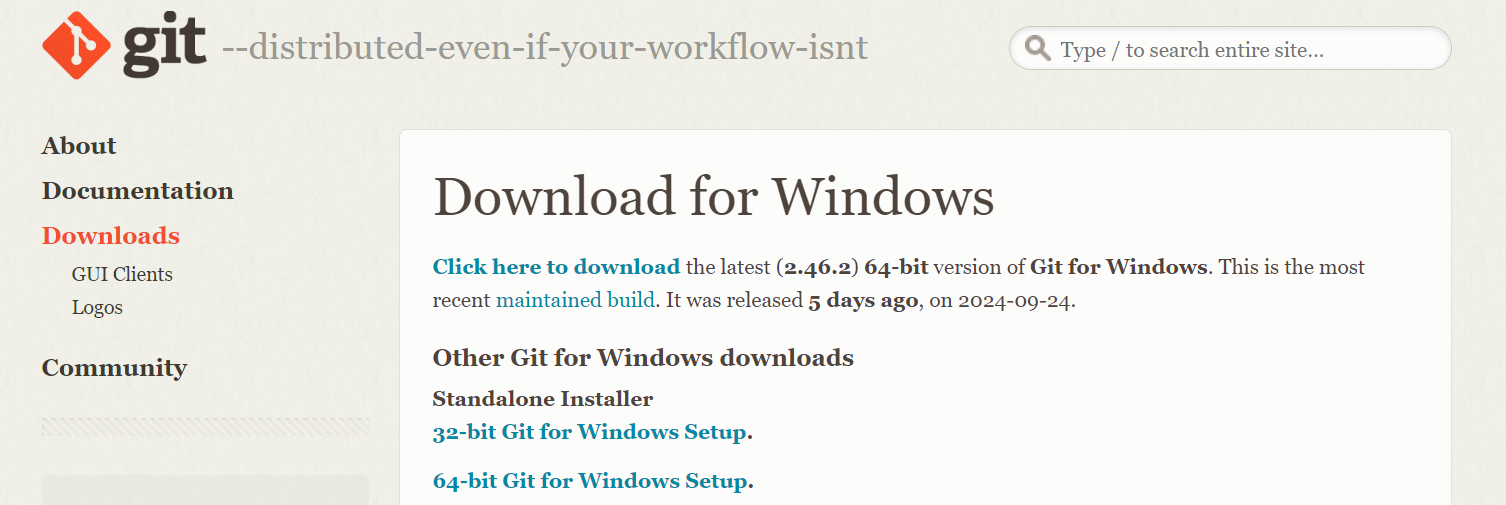 git --distributed-even-if-your-workflow-isnt
Type / to search entire site...
About
Documentation
Downloads
GUI Clients
Logos
Community
Download for Windows
Click here to download the latest (2.46.2) 64-bit version of Git for Windows. This is the most
recent maintained build. It was released 5 days ago, on 2024-09-24.
Other Git for Windows downloads
Standalone Installer
32-bit Git for Windows Setup.
64-bit Git for Windows Setup.